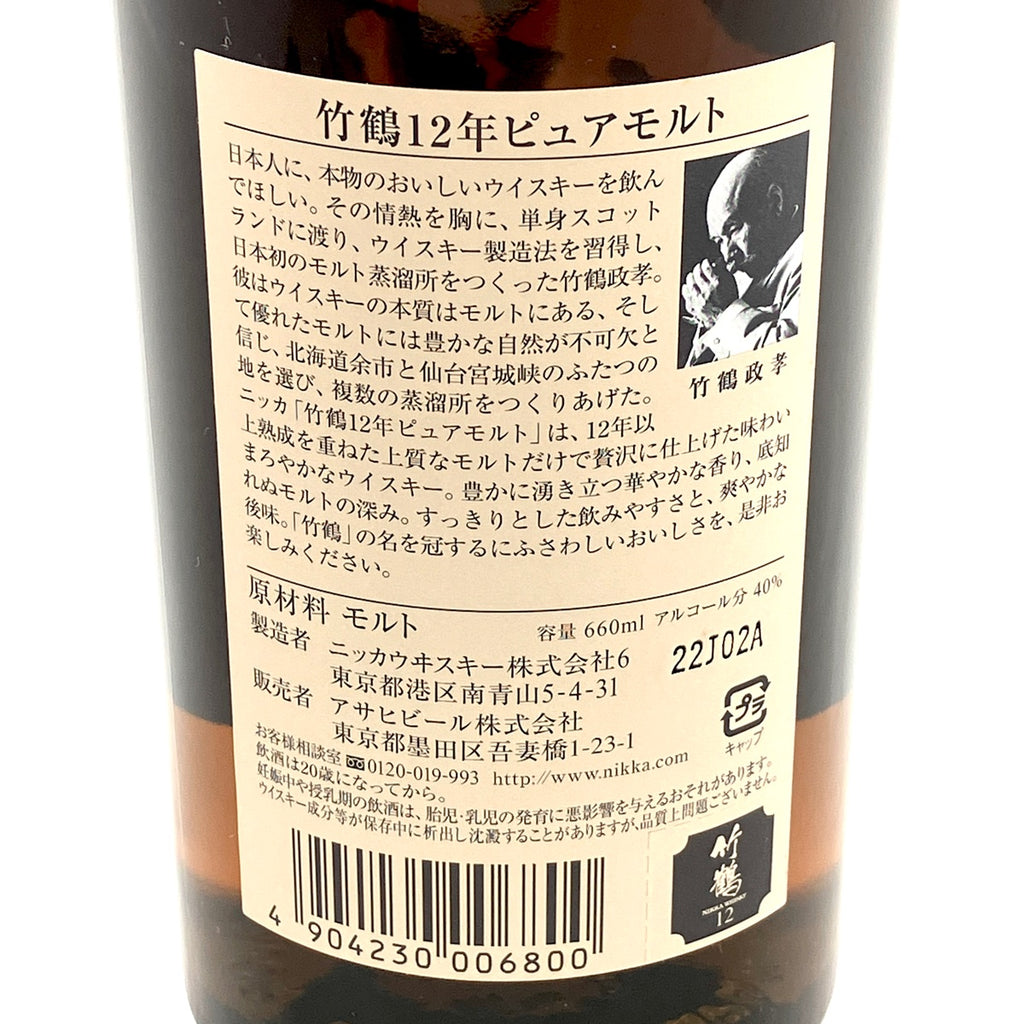 竹鶴12年ピュアモルト
日本人に、本物のおいしいウイスキーを飲ん
でほしい。その情熱を胸に、単身スコット
ランドに渡り、ウイスキー製造法を習得し、
日本初のモルト蒸溜所をつくった竹鶴政孝。
彼はウイスキーの本質はモルトにある、そし
て優れたモルトには豊かな自然が不可欠と
信じ、北海道余市と仙台宮城峡のふたつの
地を選び、複数の蒸溜所をつくりあげた。
ニッカ「竹鶴12年ピュアモルト」は、12年以
上熟成を重ねた上質なモルトだけで贅沢に仕上げた味わい
まろやかなウイスキー。豊かに湧き立つ華やかな香り、底知
れぬモルトの深み。すっきりとした飲みやすさと、爽やかな
後味。「竹鶴」の名を冠するにふさわしいおいしさを、是非お
楽しみください。
竹鶴政孝
原材料 モルト
容量 660ml アルコール分 40%
製造者 ニッカウヰスキー株式会社6
東京都港区南青山5-4-31
22J02A
販売者 アサヒビール株式会社
東京都墨田区吾妻橋1-23-1
プラ
キャップ
お客様相談室 0120-019-993 http://www.nikka.com
飲酒は20歳になってから。
妊娠中や授乳期の飲酒は、胎児・乳児の発育に悪影響を与えるおそれがあります。
ウイスキー成分等が保存中に析出し沈澱することがありますが、品質上問題ございません。
竹鶴
NIKKA WHISKY
12
4 904230 006800